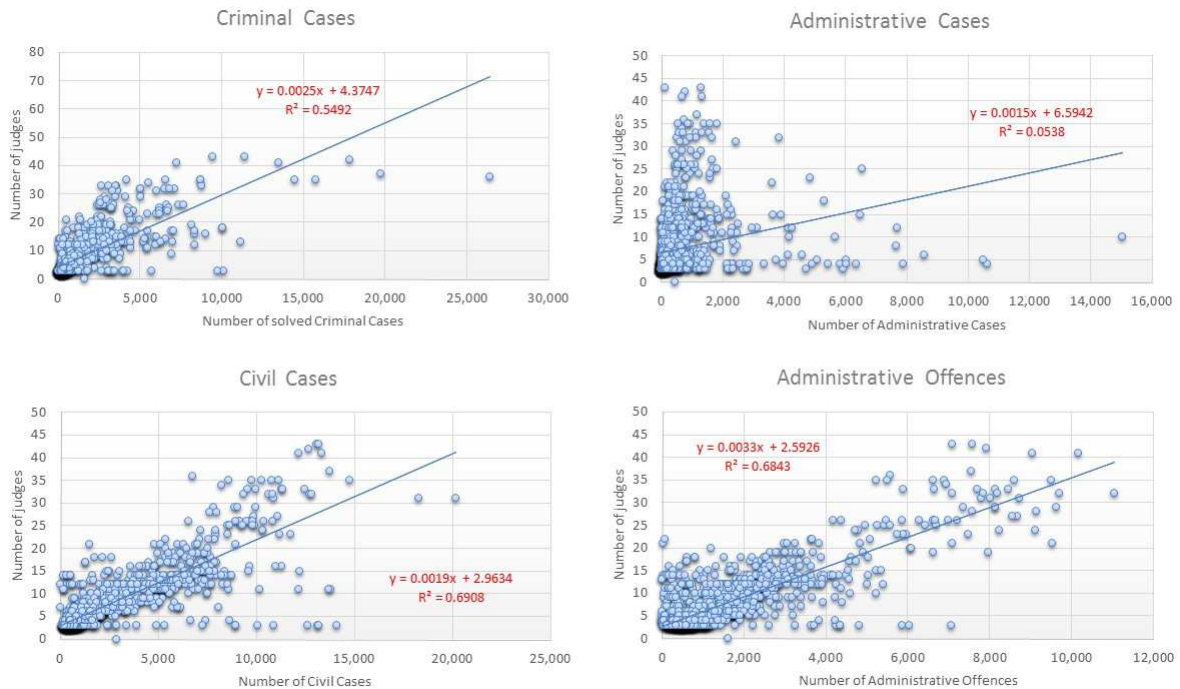 Criminal Cases
80
70
60
50
40
30
20
10
0
Number of judges
y = 0.0025x + 4.3747
R² = 0.5492
0 5,000 10,000 15,000 20,000 25,000 30,000
Number of solved Criminal Cases
Administrative Cases
50
45
40
35
30
25
20
15
10
5
0
Number of judges
y = 0.0015x + 6.5942
R² = 0.0538
0 2,000 4,000 6,000 8,000 10,000 12,000 14,000 16,000
Number of Administrative Cases
Civil Cases
50
45
40
35
30
25
20
15
10
5
0
Number of judges
y = 0.0019x + 2.9634
R² = 0.6908
0 5,000 10,000 15,000 20,000 25,000
Number of Civil Cases
Administrative Offences
50
45
40
35
30
25
20
15
10
5
0
Number of judges
y = 0.0033x + 2.5926
R² = 0.6843
0 2,000 4,000 6,000 8,000 10,000 12,000
Number of Administrative Offences